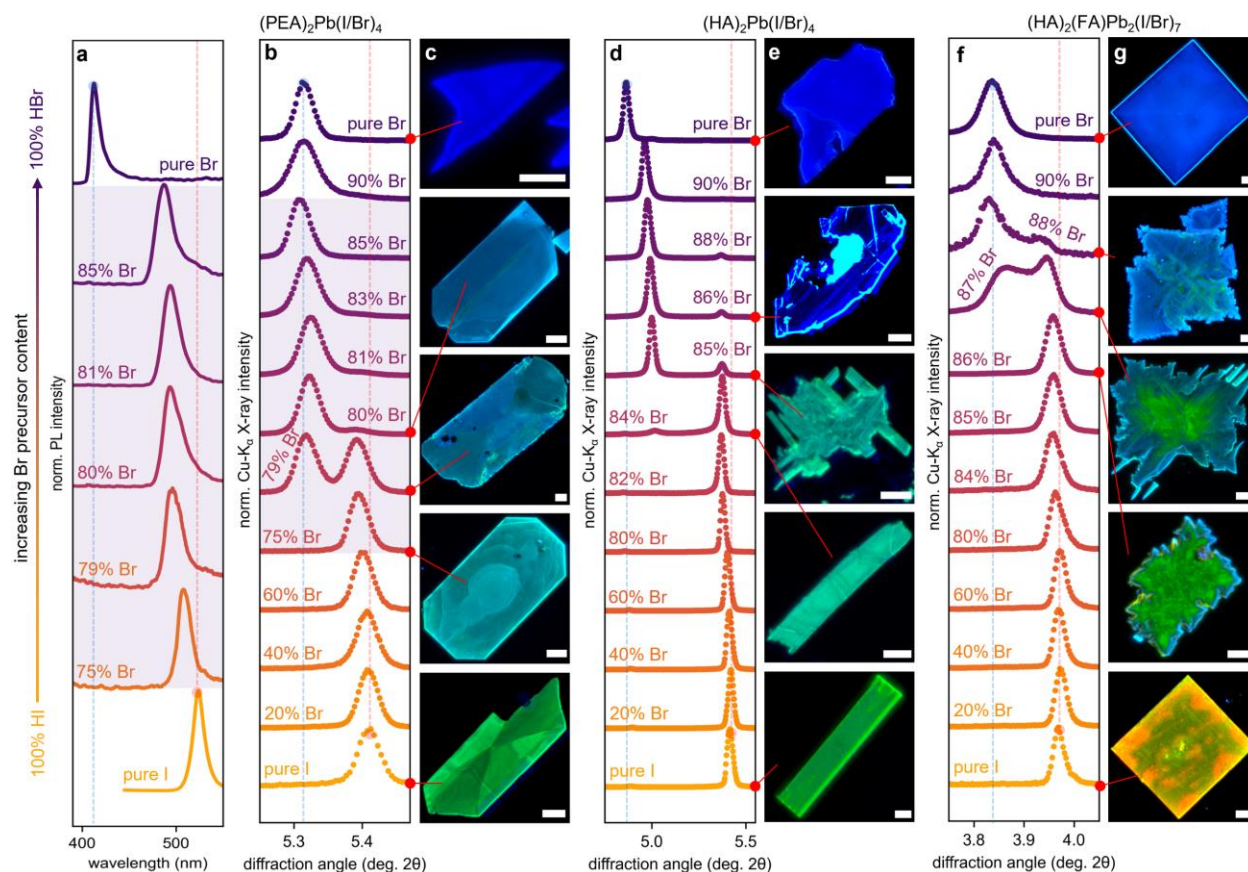 (PEA)₂Pb(I/Br)₄
(HA)₂Pb(I/Br)₄
(HA)₂(FA)Pb₂(I/Br)₇
increasing Br precursor content
100% HBr
100% HI
a
norm. PL intensity
pure Br
85% Br
81% Br
80% Br
79% Br
75% Br
pure I
400
500
wavelength (nm)
b
norm. Cu-Kα X-ray intensity
pure Br
90% Br
85% Br
83% Br
81% Br
80% Br
79% Br
75% Br
60% Br
40% Br
20% Br
pure I
5.3
5.4
diffraction angle (deg. 2θ)
c
d
norm. Cu-Kα X-ray intensity
pure Br
90% Br
88% Br
86% Br
85% Br
84% Br
82% Br
80% Br
60% Br
40% Br
20% Br
pure I
5.0
5.5
diffraction angle (deg. 2θ)
e
f
norm. Cu-Kα X-ray intensity
pure Br
90% Br
88% Br
87% Br
86% Br
85% Br
84% Br
80% Br
60% Br
40% Br
20% Br
pure I
3.8
3.9
4.0
diffraction angle (deg. 2θ)
g